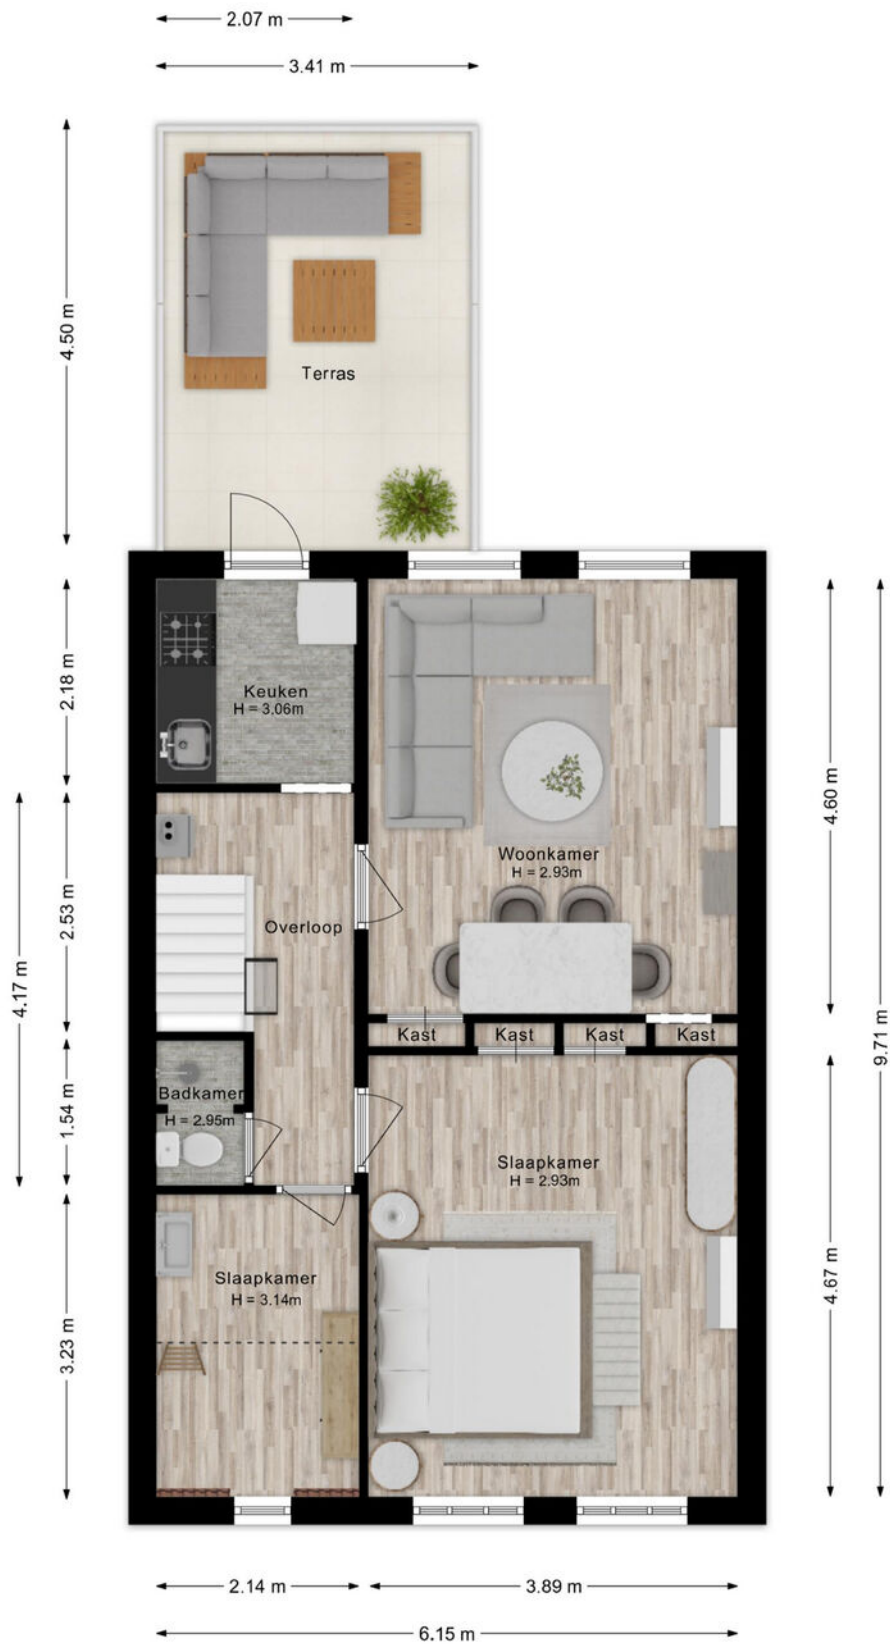 2.07 m
3.41 m
4.50 m
Terras
2.18 m
Keuken
H = 3.06m
4.60 m
Woonkamer
H = 2.93m
2.53 m
Overloop
4.17 m
9.71 m
Kast
Kast
Kast
Kast
1.54 m
Badkamer
H = 2.95m
Slaapkamer
H = 2.93m
4.67 m
Slaapkamer
H = 3.14m
3.23 m
2.14 m
3.89 m
6.15 m